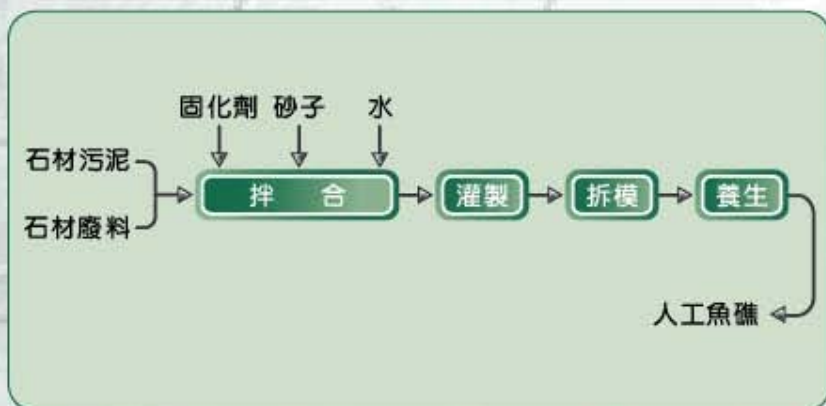 固化劑 砂子 水
石材污泥
石材廢料
拌 合
灌製
拆模
養生
人工魚礁